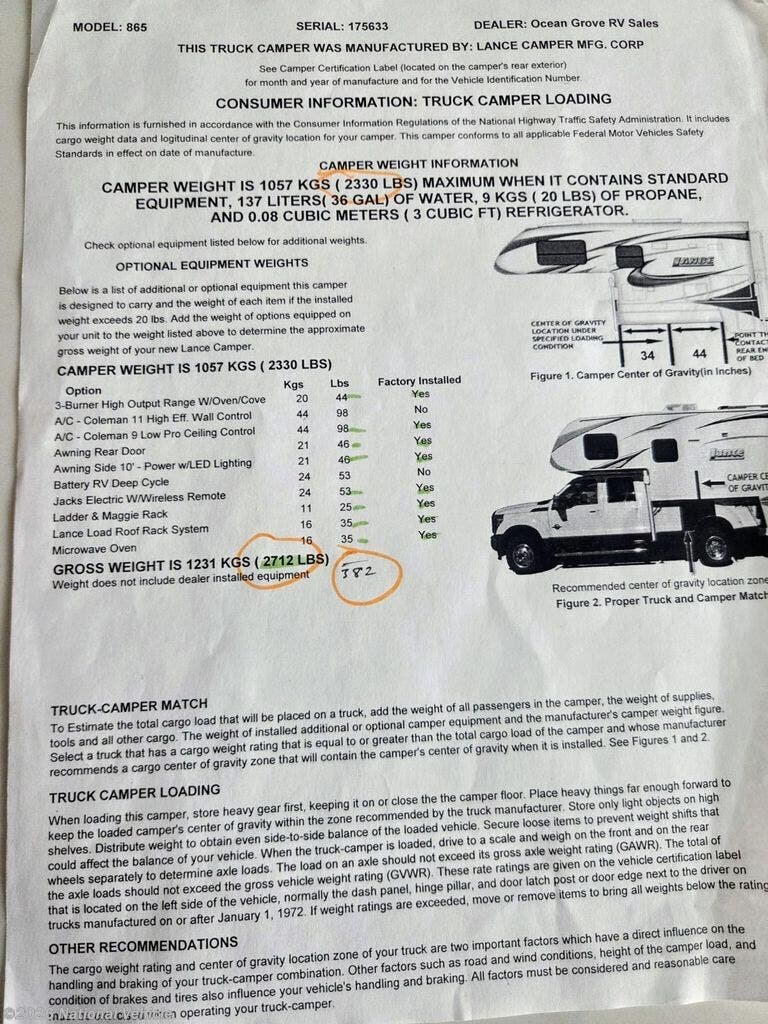 MODEL: 865 SERIAL: 175633 DEALER: Ocean Grove RV Sales
THIS TRUCK CAMPER WAS MANUFACTURED BY: LANCE CAMPER MFG. CORP
See Camper Certification Label (located on the camper's rear exterior)
for month and year of manufacture and for the Vehicle Identification Number.
CONSUMER INFORMATION: TRUCK CAMPER LOADING
This information is furnished in accordance with the Consumer Information Regulations of the National Highway Traffic Safety Administration. It includes
cargo weight data and logitudinal center of gravity location for your camper. This camper conforms to all applicable Federal Motor Vehicles Safety
Standards in effect on date of manufacture.
CAMPER WEIGHT INFORMATION
CAMPER WEIGHT IS 1057 KGS ( 2330 LBS) MAXIMUM WHEN IT CONTAINS STANDARD
EQUIPMENT, 137 LITERS( 36 GAL) OF WATER, 9 KGS ( 20 LBS) OF PROPANE,
AND 0.08 CUBIC METERS ( 3 CUBIC FT) REFRIGERATOR.
Check optional equipment listed below for additional weights.
OPTIONAL EQUIPMENT WEIGHTS
Below is a list of additional or optional equipment this camper
is designed to carry and the weight of each item if the installed
weight exceeds 20 lbs. Add the weight of options equipped on
your unit to the weight listed above to determine the approximate
gross weight of your new Lance Camper.
LANCE
CENTER OF GRAVITY
LOCATION UNDER
SPECIFIED LOADING
CONDITION
34 44
POINT TH
CONTAC
REAR EN
OF BED
Figure 1. Camper Center of Gravity(in Inches)
CAMPER WEIGHT IS 1057 KGS ( 2330 LBS)
Option Kgs Lbs Factory Installed
3-Burner High Output Range W/Oven/Cove 20 44 Yes
A/C - Coleman 11 High Eff. Wall Control 44 98 No
A/C - Coleman 9 Low Pro Ceiling Control 44 98 Yes
Awning Rear Door 21 46 Yes
Awning Side 10' - Power w/LED Lighting 21 46 Yes
Battery RV Deep Cycle 24 53 No
Jacks Electric W/Wireless Remote 24 53 Yes
Ladder & Maggie Rack 11 25 Yes
Lance Load Roof Rack System 16 35 Yes
Microwave Oven 16 35 Yes
GROSS WEIGHT IS 1231 KGS ( 2712 LBS)
382
Weight does not include dealer installed equipment
Lance
CAMPER CE
OF GRAVIT
Recommended center of gravity location zone
Figure 2. Proper Truck and Camper Match
TRUCK-CAMPER MATCH
To Estimate the total cargo load that will be placed on a truck, add the weight of all passengers in the camper, the weight of supplies,
tools and all other cargo. The weight of installed additional or optional camper equipment and the manufacturer's camper weight figure.
Select a truck that has a cargo weight rating that is equal to or greater than the total cargo load of the camper and whose manufacturer
recommends a cargo center of gravity zone that will contain the camper's center of gravity when it is installed. See Figures 1 and 2.
TRUCK CAMPER LOADING
When loading this camper, store heavy gear first, keeping it on or close the the camper floor. Place heavy things far enough forward to
keep the loaded camper's center of gravity within the zone recommended by the truck manufacturer. Store only light objects on high
shelves. Distribute weight to obtain even side-to-side balance of the loaded vehicle. Secure loose items to prevent weight shifts that
could affect the balance of your vehicle. When the truck-camper is loaded, drive to a scale and weigh on the front and on the rear
wheels separately to determine axle loads. The load on an axle should not exceed its gross axle weight rating (GAWR). The total of
the axle loads should not exceed the gross vehicle weight rating (GVWR). These rate ratings are given on the vehicle certification label
that is located on the left side of the vehicle, normally the dash panel, hinge pillar, and door latch post or door edge next to the driver on
trucks manufactured on or after January 1, 1972. If weight ratings are exceeded, move or remove items to bring all weights below the rating
OTHER RECOMMENDATIONS
The cargo weight rating and center of gravity location zone of your truck are two important factors which have a direct influence on the
handling and braking of your truck-camper combination. Other factors such as road and wind conditions, height of the camper load, and
condition of brakes and tires also influence your vehicle's handling and braking. All factors must be considered and reasonable care
operating your truck-camper.
National Vehicle